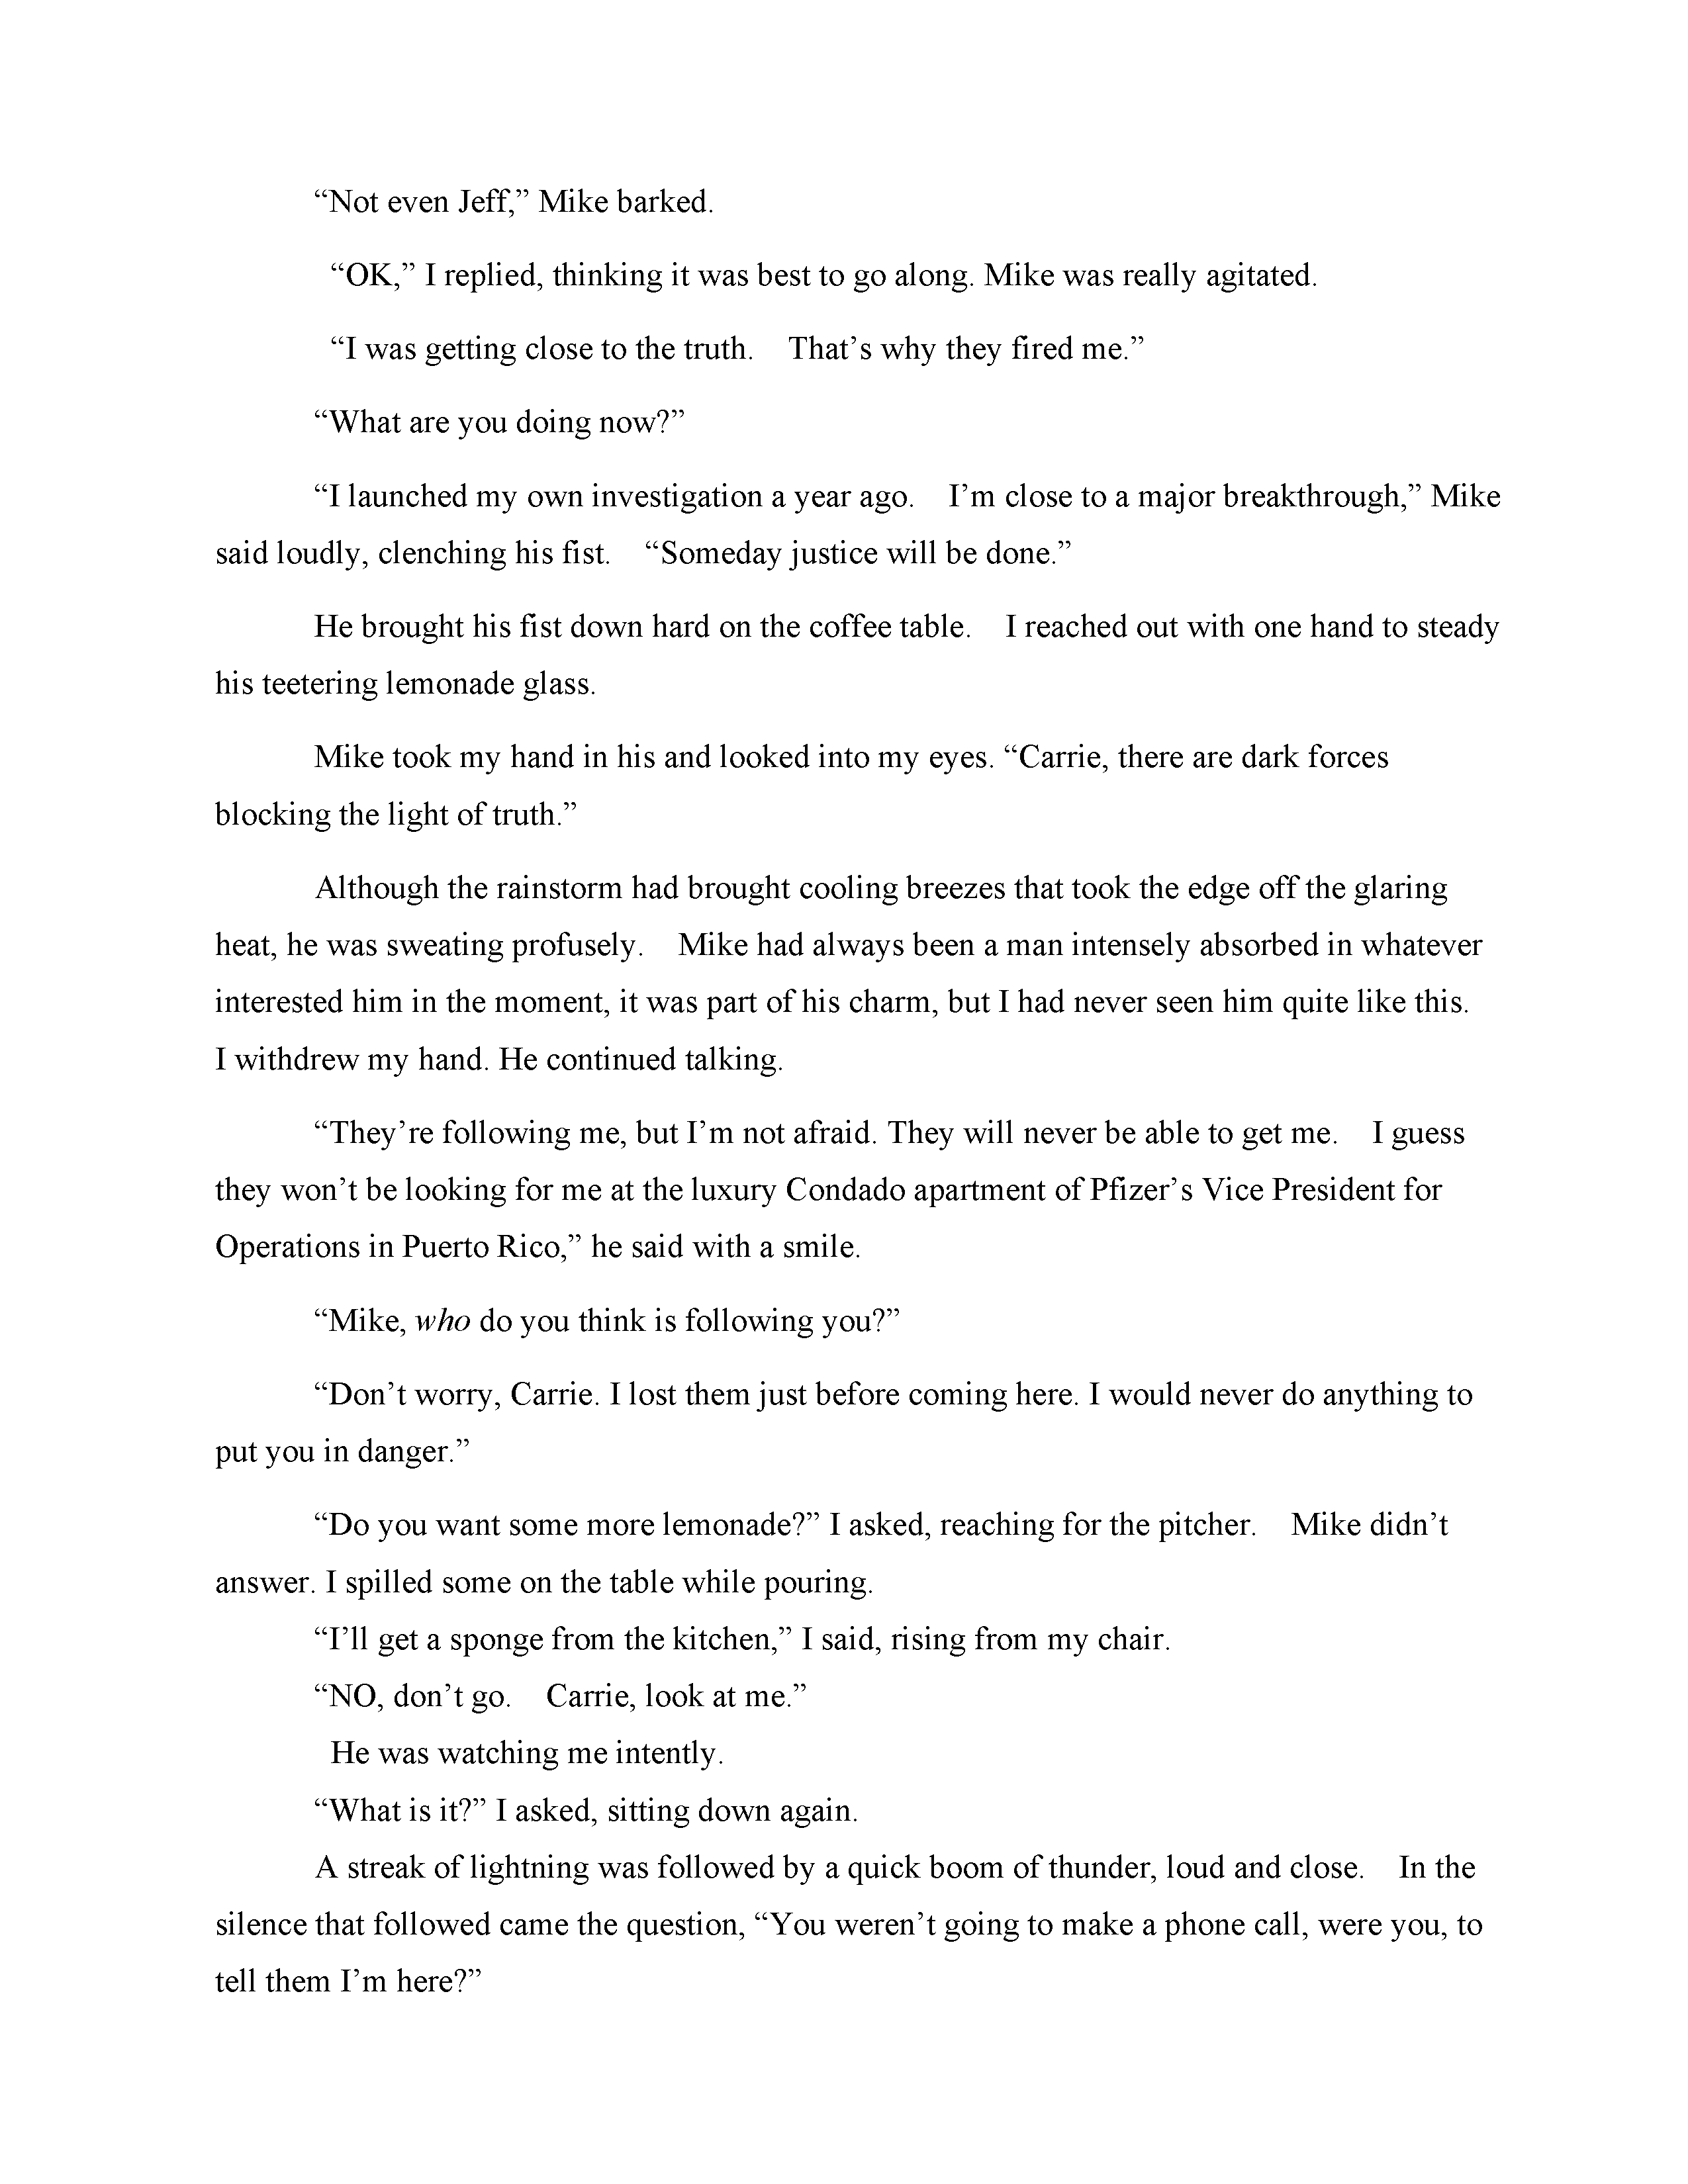 “Not even Jeff,” Mike barked.
“OK,” I replied, thinking it was best to go along. Mike was really agitated.
“I was getting close to the truth.    That’s why they fired me.”
“What are you doing now?”
“I launched my own investigation a year ago.    I’m close to a major breakthrough,” Mike
said loudly, clenching his fist.    “Someday justice will be done.”
He brought his fist down hard on the coffee table.    I reached out with one hand to steady
his teetering lemonade glass.
Mike took my hand in his and looked into my eyes. “Carrie, there are dark forces
blocking the light of truth.”
Although the rainstorm had brought cooling breezes that took the edge off the glaring
heat, he was sweating profusely.    Mike had always been a man intensely absorbed in whatever
interested him in the moment, it was part of his charm, but I had never seen him quite like this.
I withdrew my hand. He continued talking.
“They’re following me, but I’m not afraid. They will never be able to get me.    I guess
they won’t be looking for me at the luxury Condado apartment of Pfizer’s Vice President for
Operations in Puerto Rico,” he said with a smile.
“Mike, who do you think is following you?”
“Don’t worry, Carrie. I lost them just before coming here. I would never do anything to
put you in danger.”
“Do you want some more lemonade?” I asked, reaching for the pitcher.    Mike didn’t
answer. I spilled some on the table while pouring.
“I’ll get a sponge from the kitchen,” I said, rising from my chair.
“NO, don’t go.    Carrie, look at me.”
He was watching me intently.
“What is it?” I asked, sitting down again.
A streak of lightning was followed by a quick boom of thunder, loud and close.    In the
silence that followed came the question, “You weren’t going to make a phone call, were you, to
tell them I’m here?”